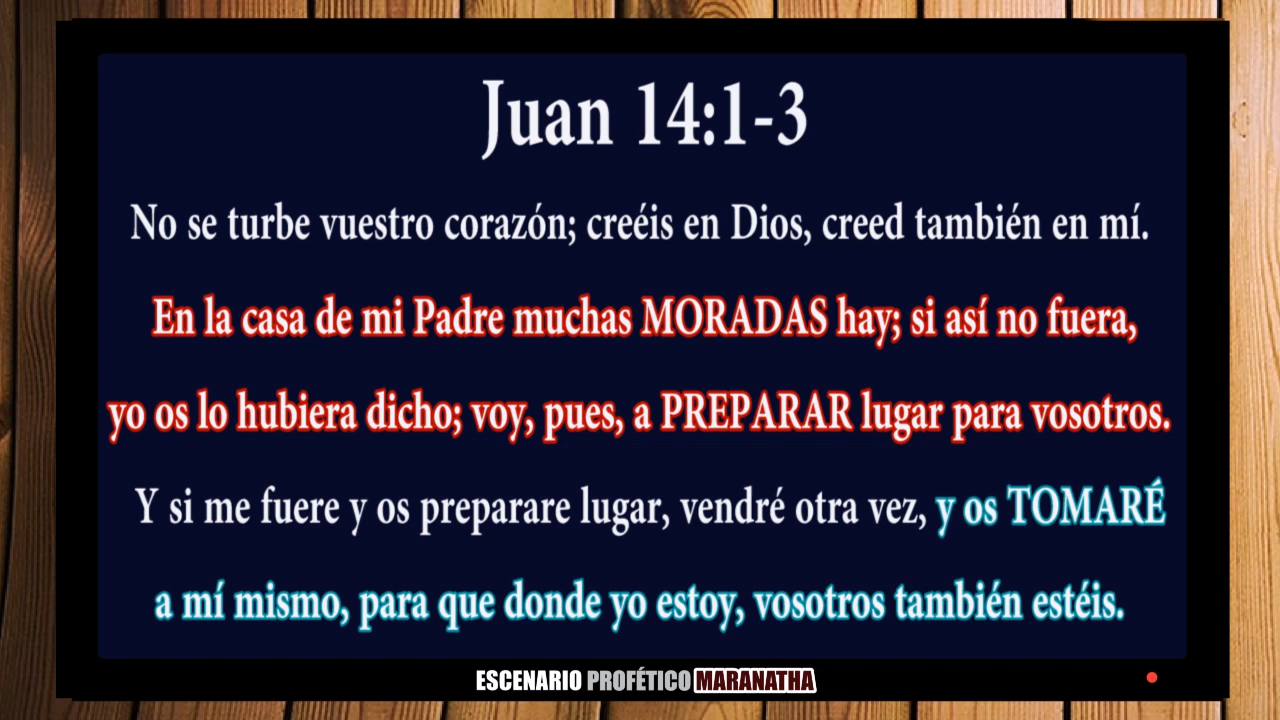 Juan 14:1-3
No se turbe vuestro corazón; creéis en Dios, creed también en mí.
En la casa de mi Padre muchas MORADAS hay; si así no fuera,
yo os lo hubiera dicho; voy, pues, a PREPARAR lugar para vosotros.
Y si me fuere y os preparare lugar, vendré otra vez, y os TOMARÉ
a mí mismo, para que donde yo estoy, vosotros también estéis.
ESCENARIO PROFÉTICO MARANATHA